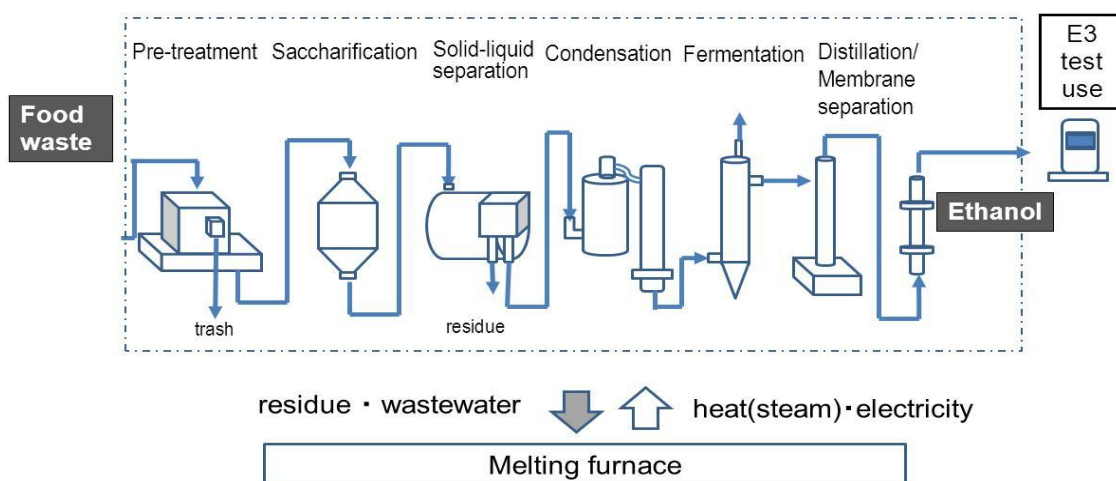 Pre-treatment
Saccharification
Solid-liquid
separation
Condensation
Fermentation
Distillation/
Membrane
separation
E3
test
use
Food
waste
Ethanol
trash
residue
residue・wastewater
heat(steam)・electricity
Melting furnace